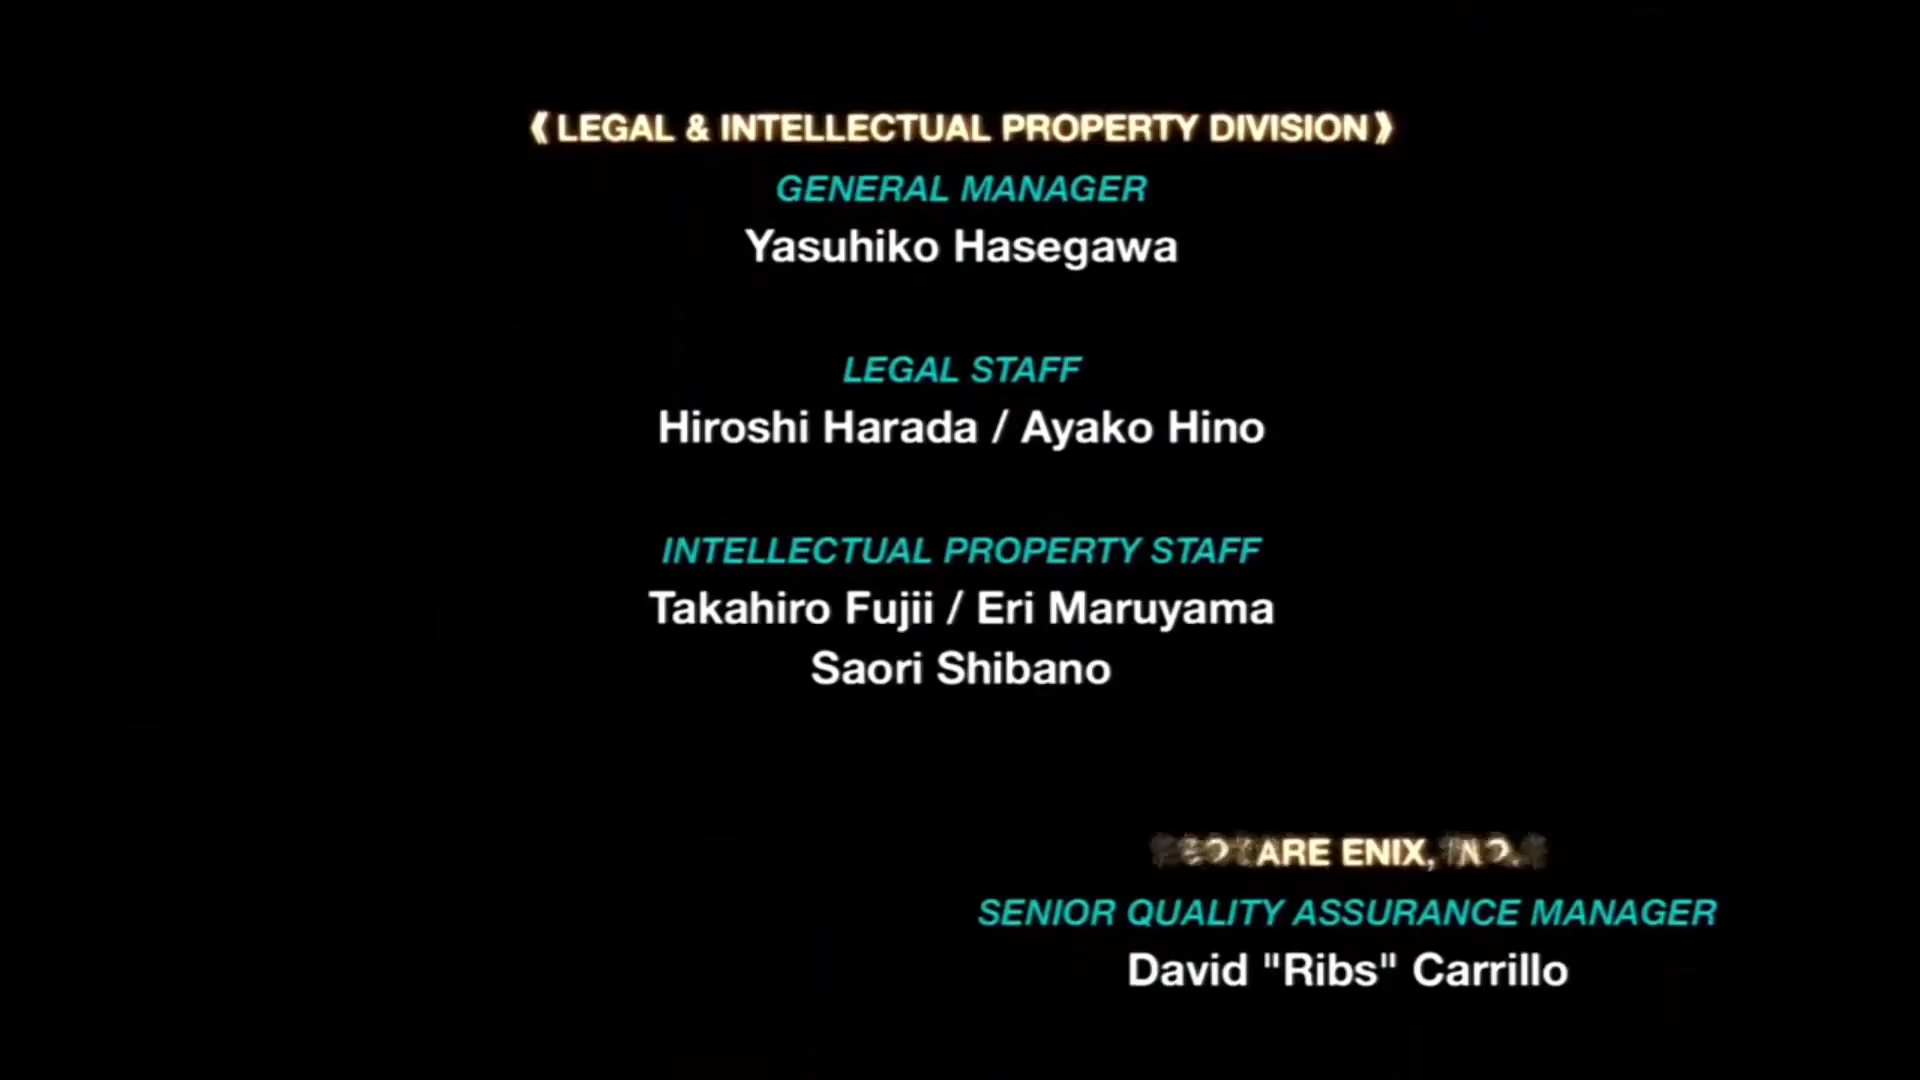 《LEGAL & INTELLECTUAL PROPERTY DIVISION》
GENERAL MANAGER
Yasuhiko Hasegawa
LEGAL STAFF
Hiroshi Harada / Ayako Hino
INTELLECTUAL PROPERTY STAFF
Takahiro Fujii / Eri Maruyama
Saori Shibano
ENIX,
SENIOR QUALITY ASSURANCE MANAGER
David "Ribs" Carrillo